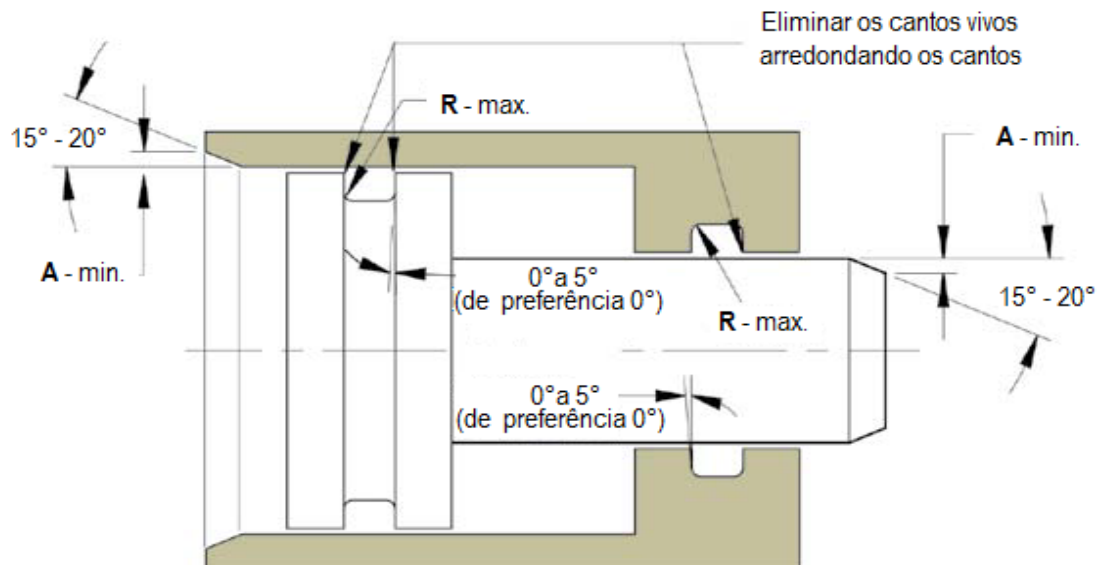 Eliminar os cantos vivos
arredondando os cantos
R - max.
15° - 20°
A - min.
A - min.
0°a 5°
(de preferência 0°)
15° - 20°
R - max.
0°a 5°
(de preferência 0°)